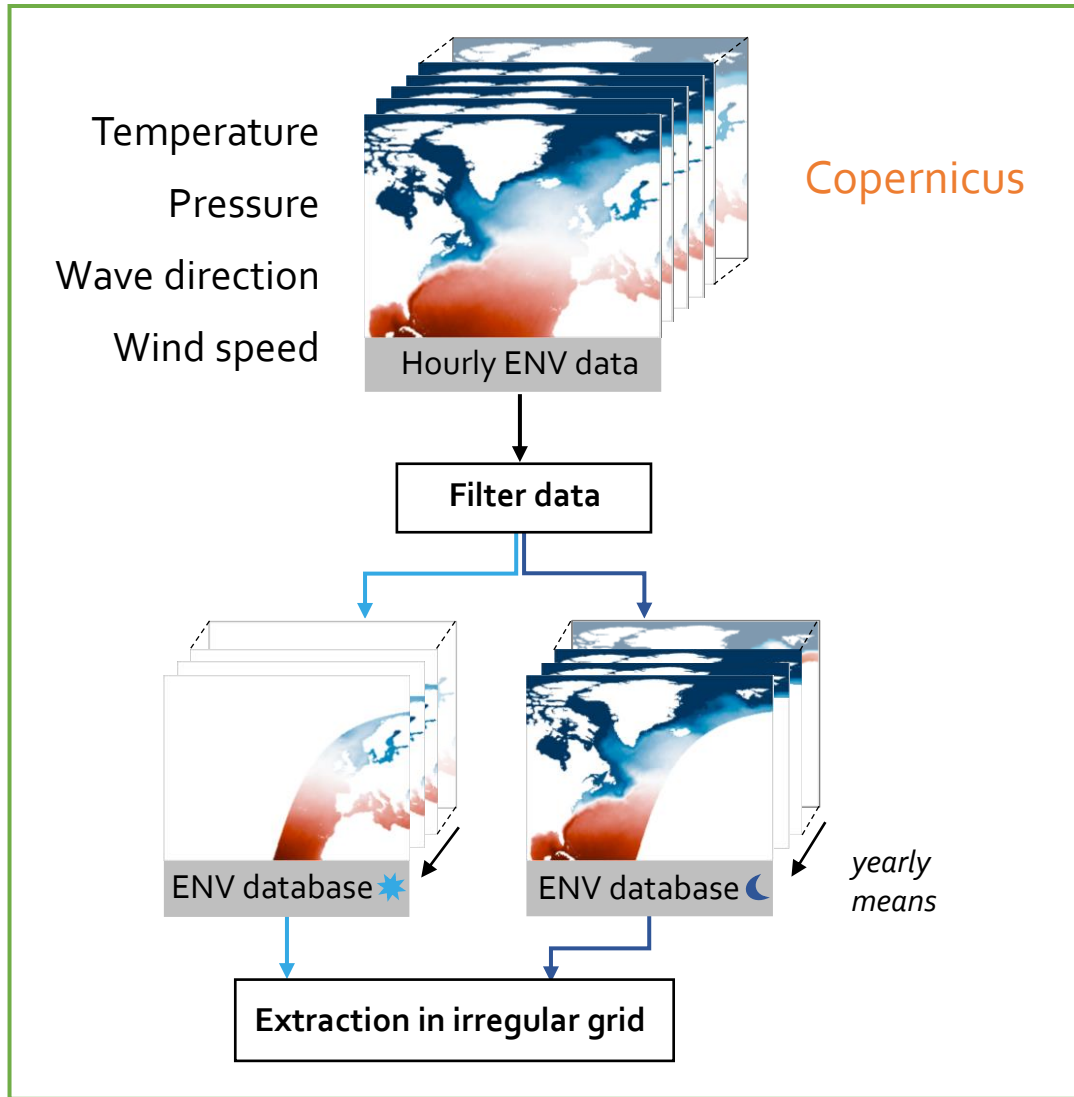 Temperature
Pressure
Wave direction
Wind speed
Copernicus
Hourly ENV data
Filter data
ENV database
ENV database
yearly
means
Extraction in irregular grid